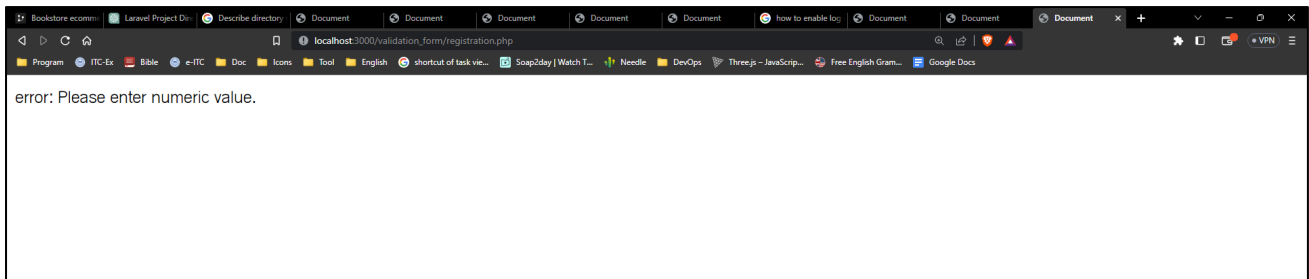 Bookstore ecomm Laravel Project Dir Describe directory Document Document Document Document Document how to enable log Document Document Document
localhost:3000/validation_form/registration.php VPN
Program ITC-Ex Bible e-ITC Doc Icons Tool English shortcut of task vie... Soap2day | Watch T... Needle DevOps Three.js – JavaScrip... Free English Gram... Google Docs
error: Please enter numeric value.